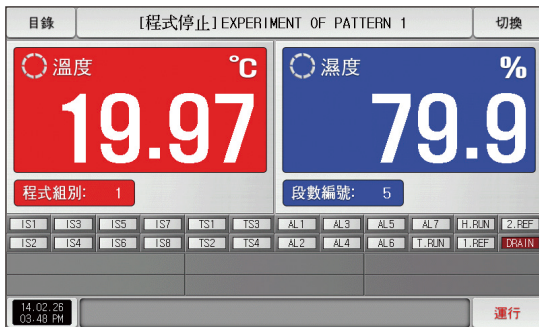 目錄 [程式停止]EXPERIMENT OF PATTERN 1 切換
溫度 °C 濕度 %
19.97 79.9
程式組別: 1 段數編號: 5
IS1 IS3 IS5 IS7 TS1 TS3 AL1 AL3 AL5 AL7 H.RUN 2.REF
IS2 IS4 IS6 IS8 TS2 TS4 AL2 AL4 AL6 T.RUN 1.REF DRAIN
14.02.26
03:48 PM 運行